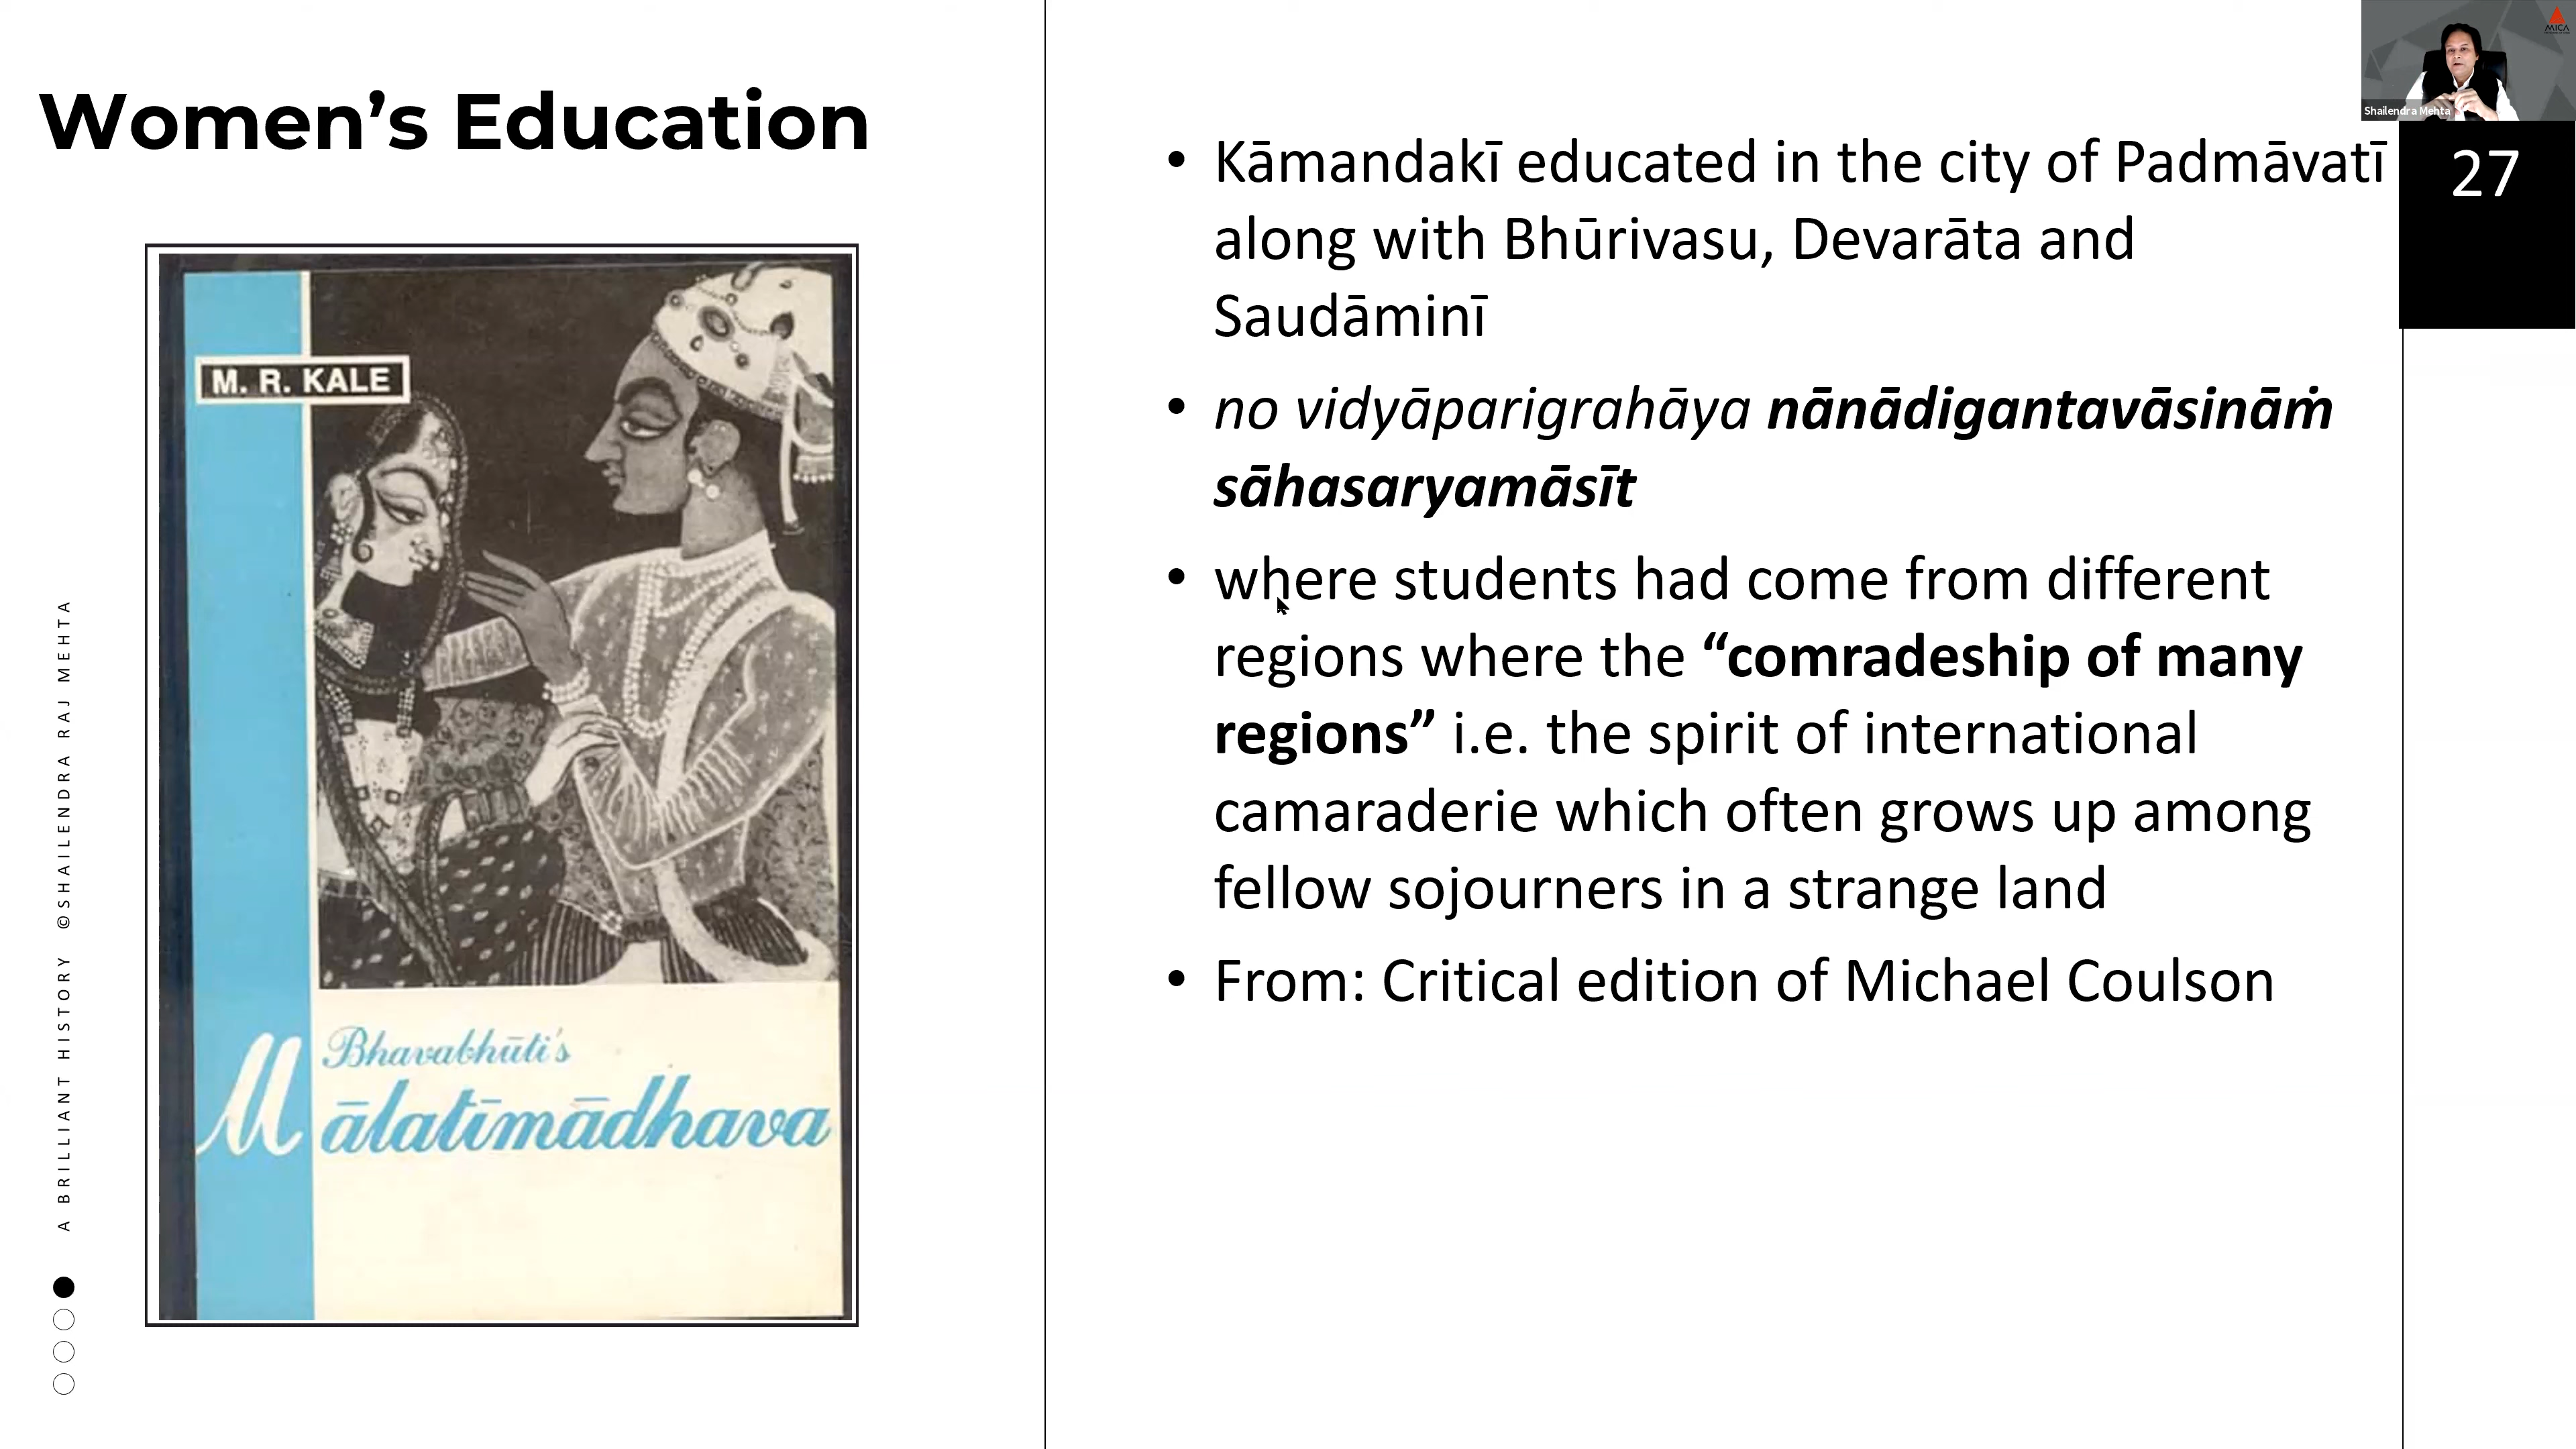 Women’s Education
M. R. KALE
Bhavabhūti's
Mālatīmādhava
A BRILLIANT HISTORY ©SHAILENDRA RAJ MEHTA
• Kāmandakī educated in the city of Padmāvatī
along with Bhūrivasu, Devarāta and
Saudāminī
• no vidyāparigrahāya nānādigantavāsināṁ
sāhasaryamāsīt
• where students had come from different
regions where the “comradeship of many
regions” i.e. the spirit of international
camaraderie which often grows up among
fellow sojourners in a strange land
• From: Critical edition of Michael Coulson
MICA
Shailendra Mehta
27